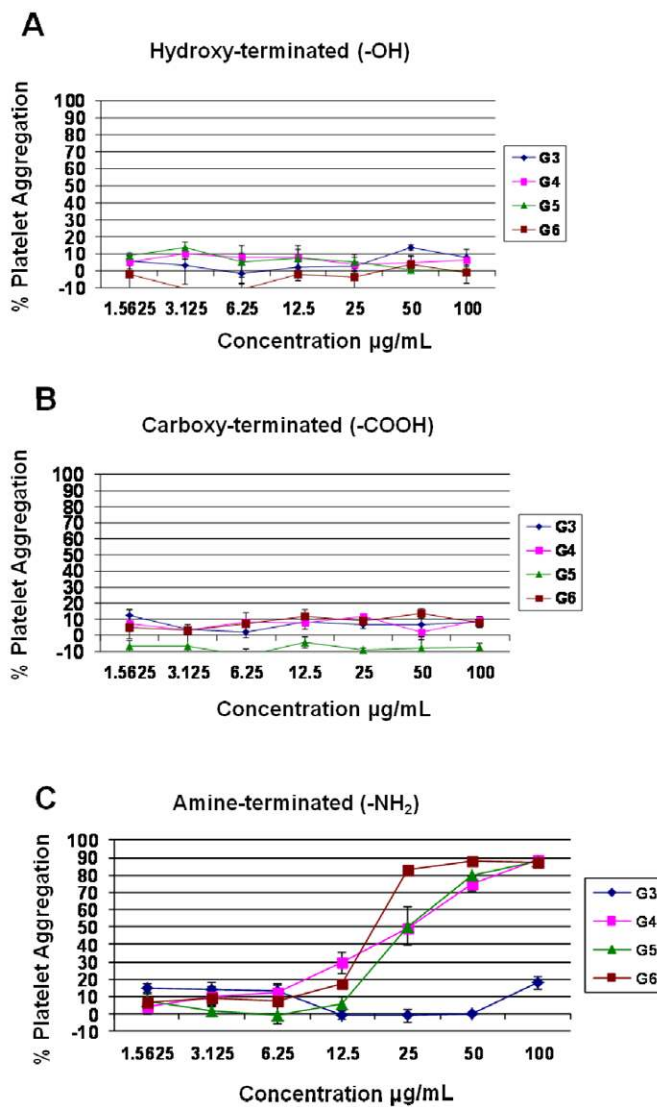 A
Hydroxy-terminated (-OH)
% Platelet Aggregation
100
90
80
70
60
50
40
30
20
10
0
-10
1.5625 3.125 6.25 12.5 25 50 100
Concentration µg/mL
G3
G4
G5
G6
B
Carboxy-terminated (-COOH)
% Platelet Aggregation
100
90
80
70
60
50
40
30
20
10
0
-10
1.5625 3.125 6.25 12.5 25 50 100
Concentration µg/mL
G3
G4
G5
G6
C
Amine-terminated (-NH₂)
% Platelet Aggregation
100
90
80
70
60
50
40
30
20
10
0
-10
1.5625 3.125 6.25 12.5 25 50 100
Concentration µg/mL
G3
G4
G5
G6